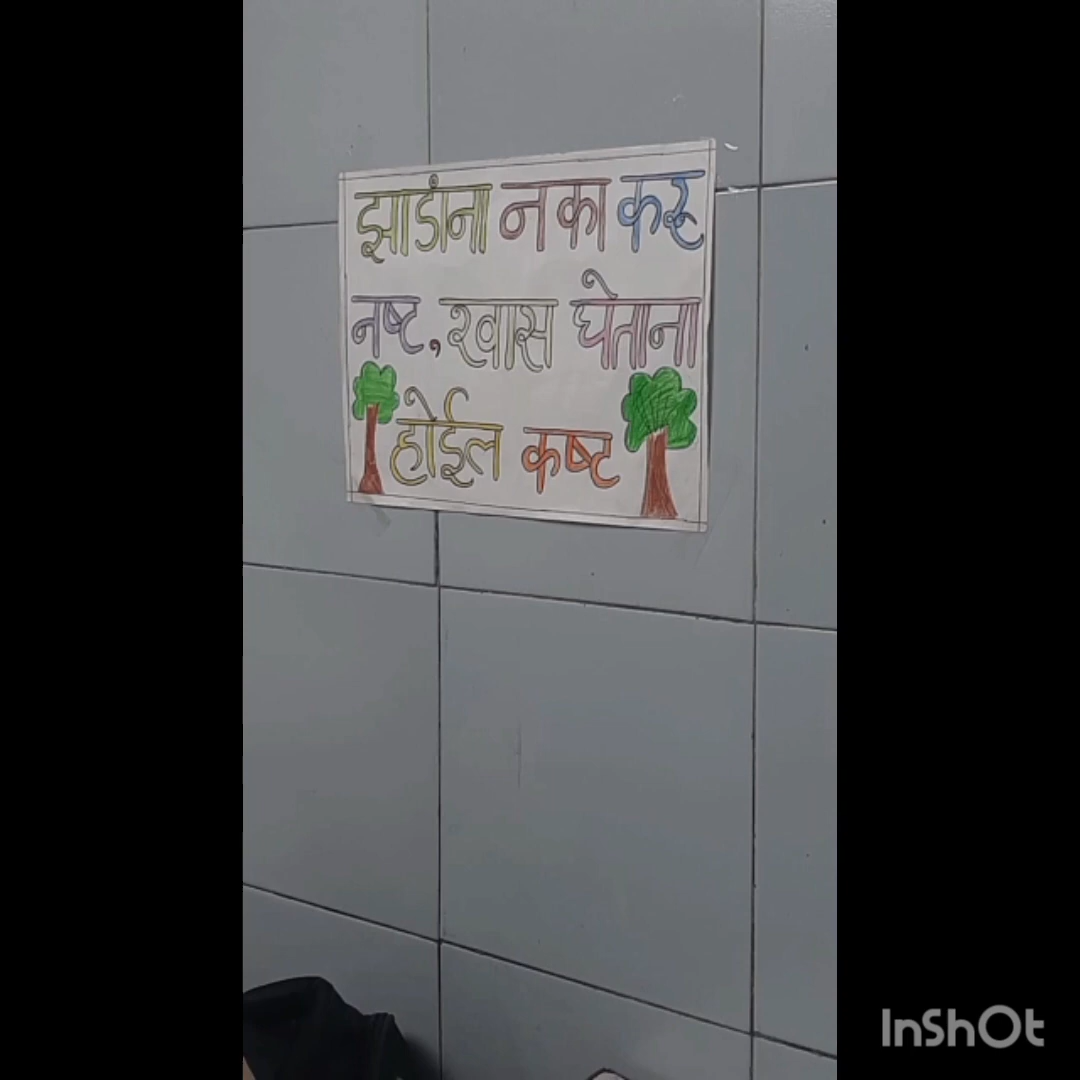 झाडांना नका करू
नष्ट, श्वास घेताना
होईल कष्ट
InShOt